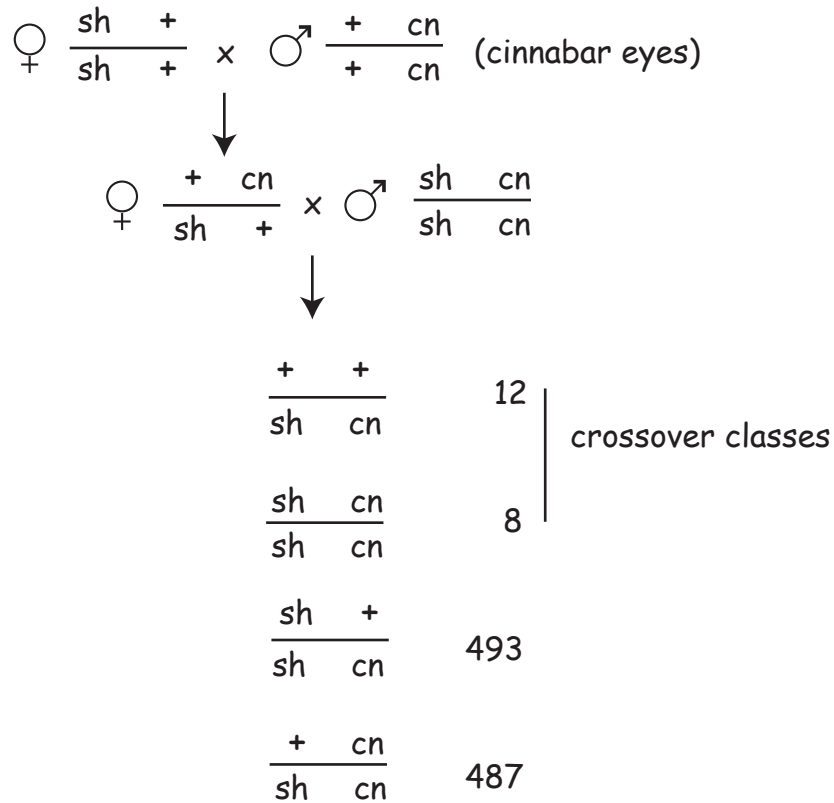 ♀ sh + x ♂ + cn (cinnabar eyes)
sh + + cn
♀ + cn x ♂ sh cn
sh + sh cn
+ + 12
sh cn
crossover classes
sh cn 8
sh cn
sh + 493
sh cn
+ cn 487
sh cn